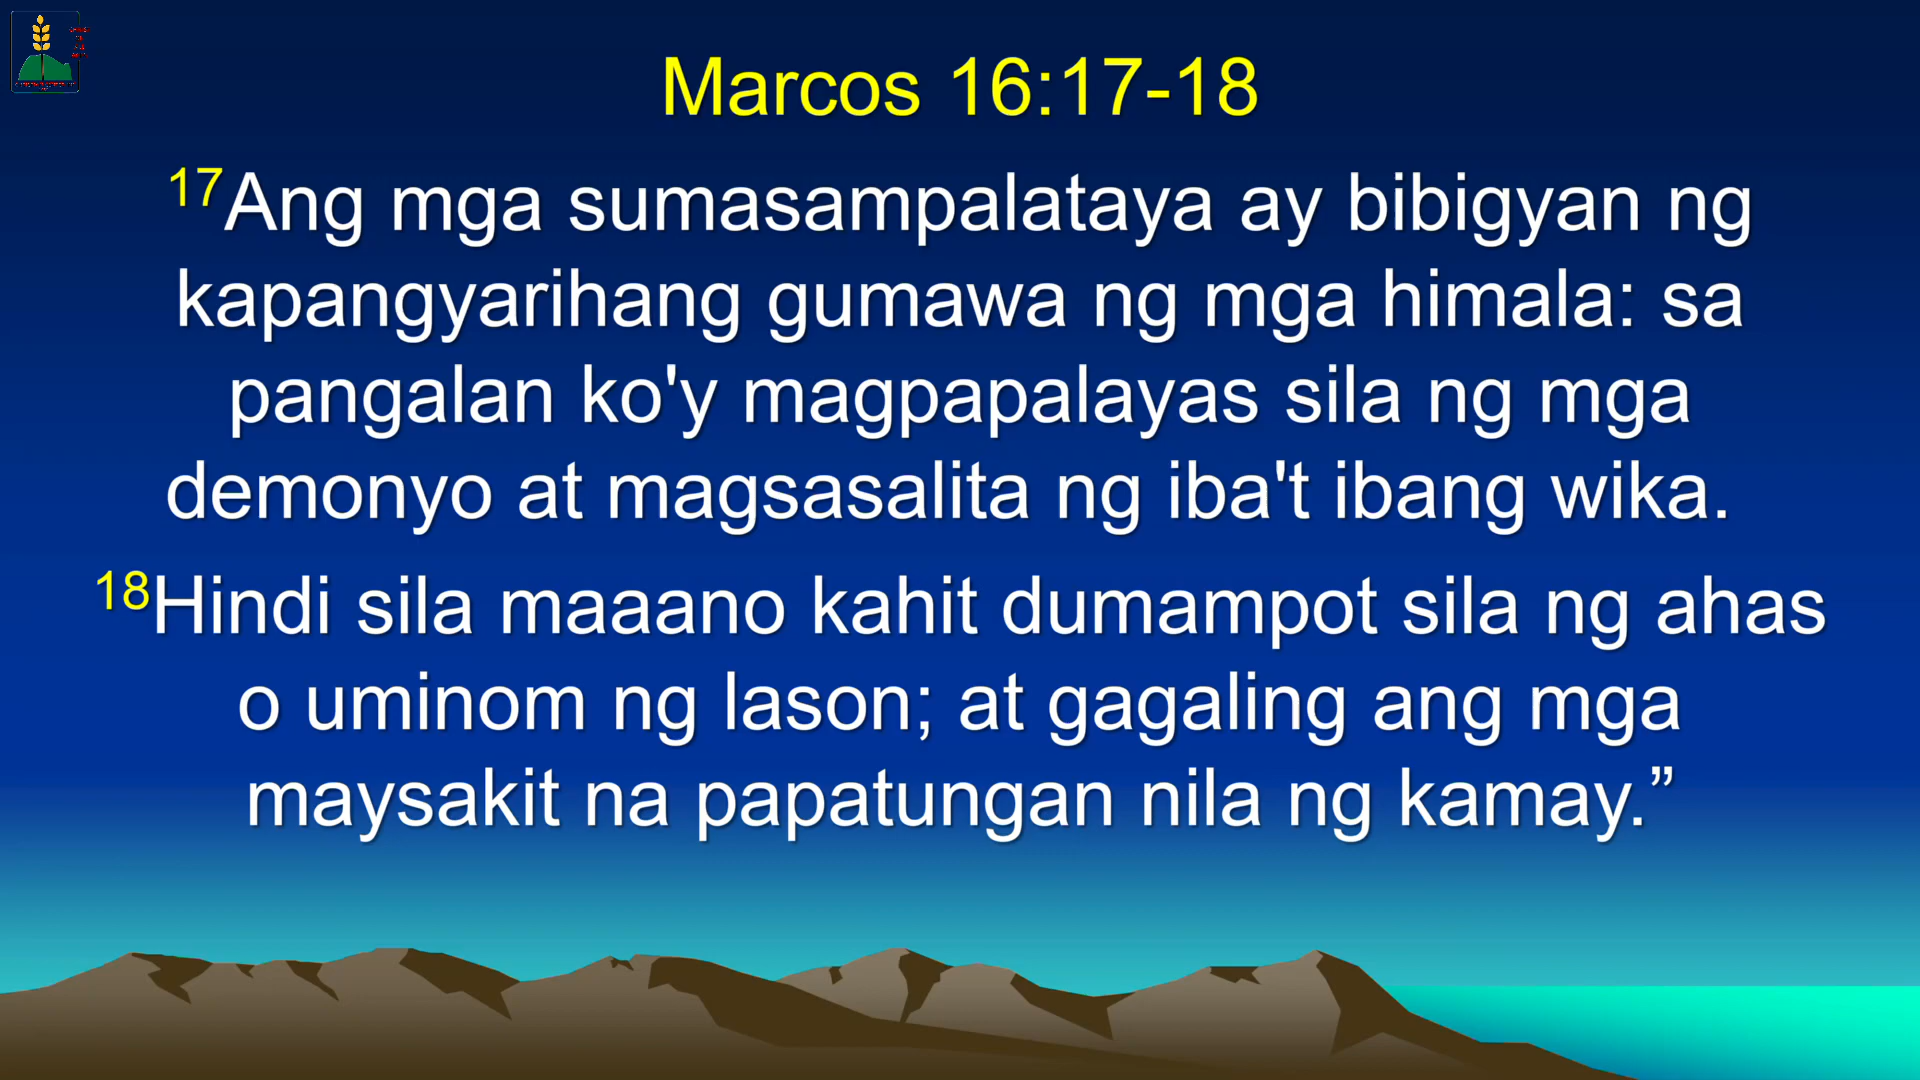 Marcos 16:17-18
17Ang mga sumasampalataya ay bibigyan ng
kapangyarihang gumawa ng mga himala: sa
pangalan ko'y magpapalayas sila ng mga
demonyo at magsasalita ng iba't ibang wika.
18Hindi sila maaano kahit dumampot sila ng ahas
o uminom ng lason; at gagaling ang mga
maysakit na papatungan nila ng kamay.”